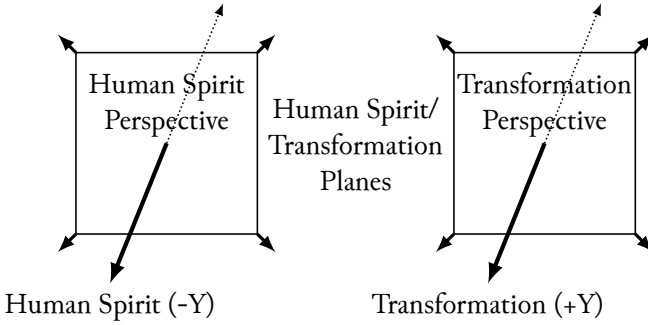 Human Spirit
Perspective
Human Spirit/
Transformation
Planes
Transformation
Perspective
Human Spirit (-Y)
Transformation (+Y)